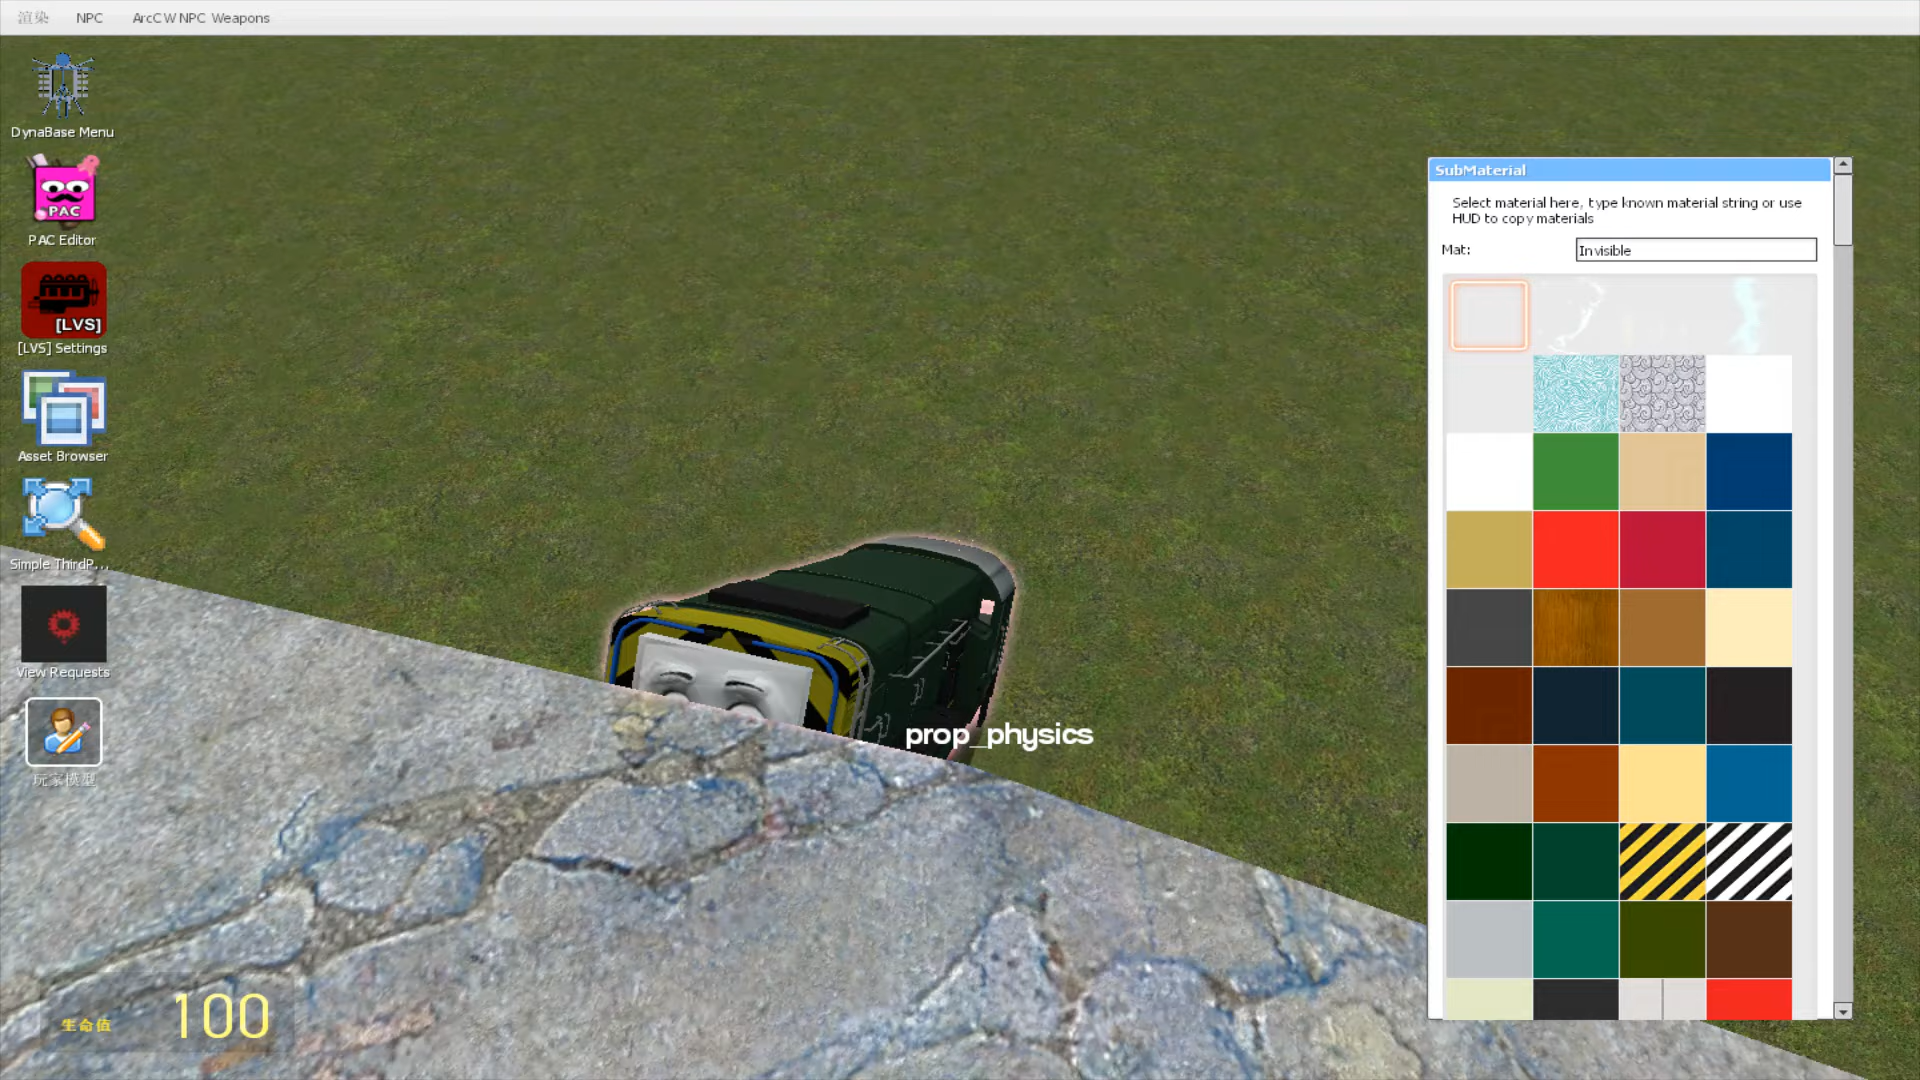 渲染 NPC ArcCW NPC Weapons
DynaBase Menu
PAC
PAC Editor
[LVS]
[LVS] Settings
Asset Browser
Simple ThirdP...
View Requests
玩家模型
SubMaterial
Select material here, type known material string or use
HUD to copy materials
Mat: Invisible
prop_physics
生命值 100